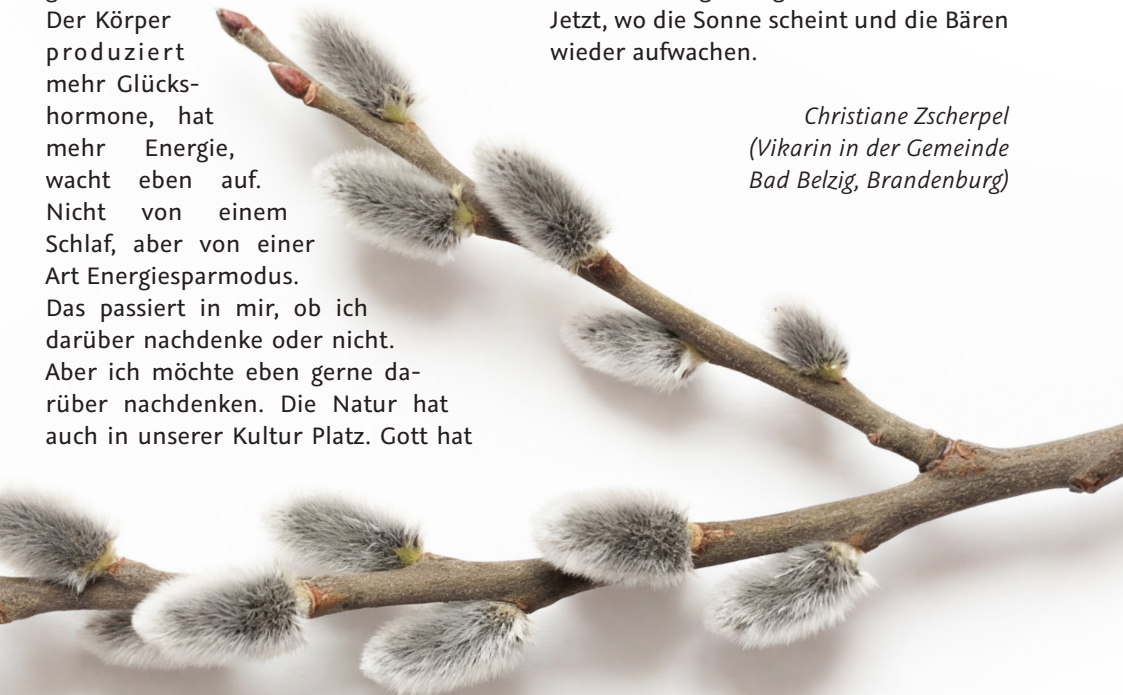 Der Körper
produziert
mehr Glücks-
hormone, hat
mehr Energie,
wacht eben auf.
Nicht von einem
Schlaf, aber von einer
Art Energiesparmodus.
Das passiert in mir, ob ich
darüber nachdenke oder nicht.
Aber ich möchte eben gerne da-
rüber nachdenken. Die Natur hat
auch in unserer Kultur Platz. Gott hat
Jetzt, wo die Sonne scheint und die Bären
wieder aufwachen.
Christiane Zscherpel
(Vikarin in der Gemeinde
Bad Belzig, Brandenburg)